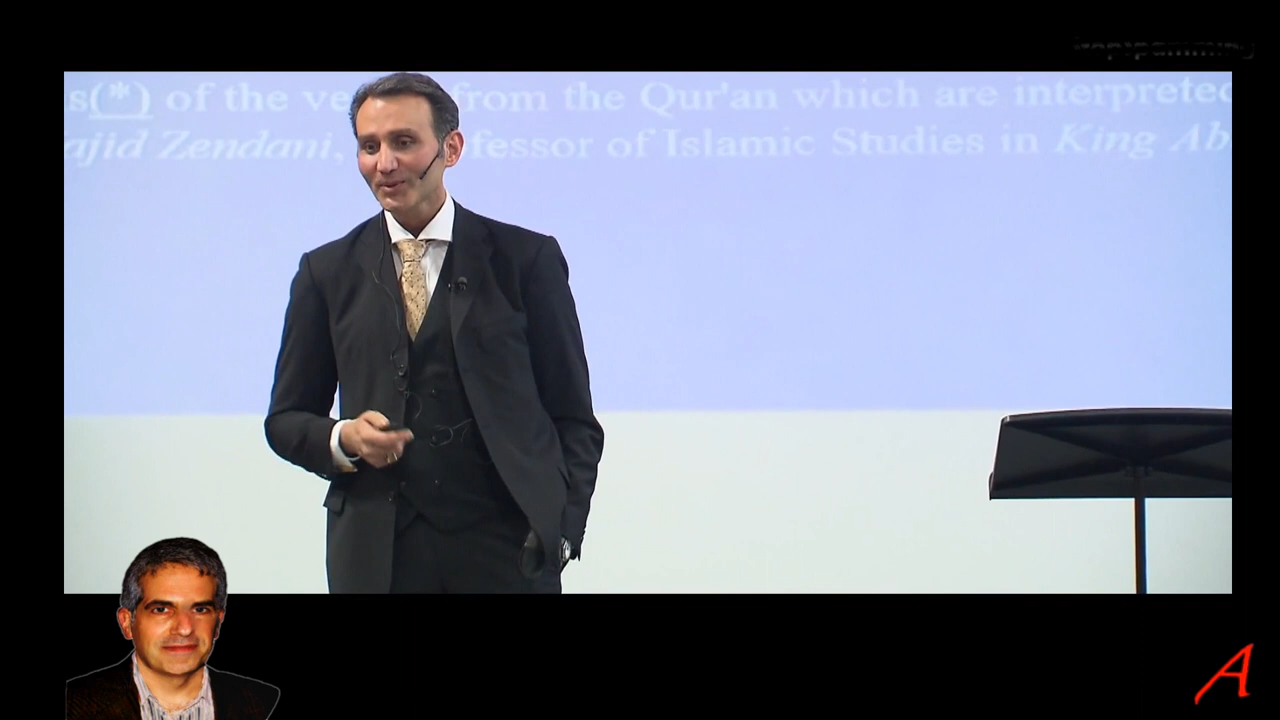 s(*) of the ve from the Qur'an which are interpreted
ajid Zendani, fessor of Islamic Studies in King Ab
A